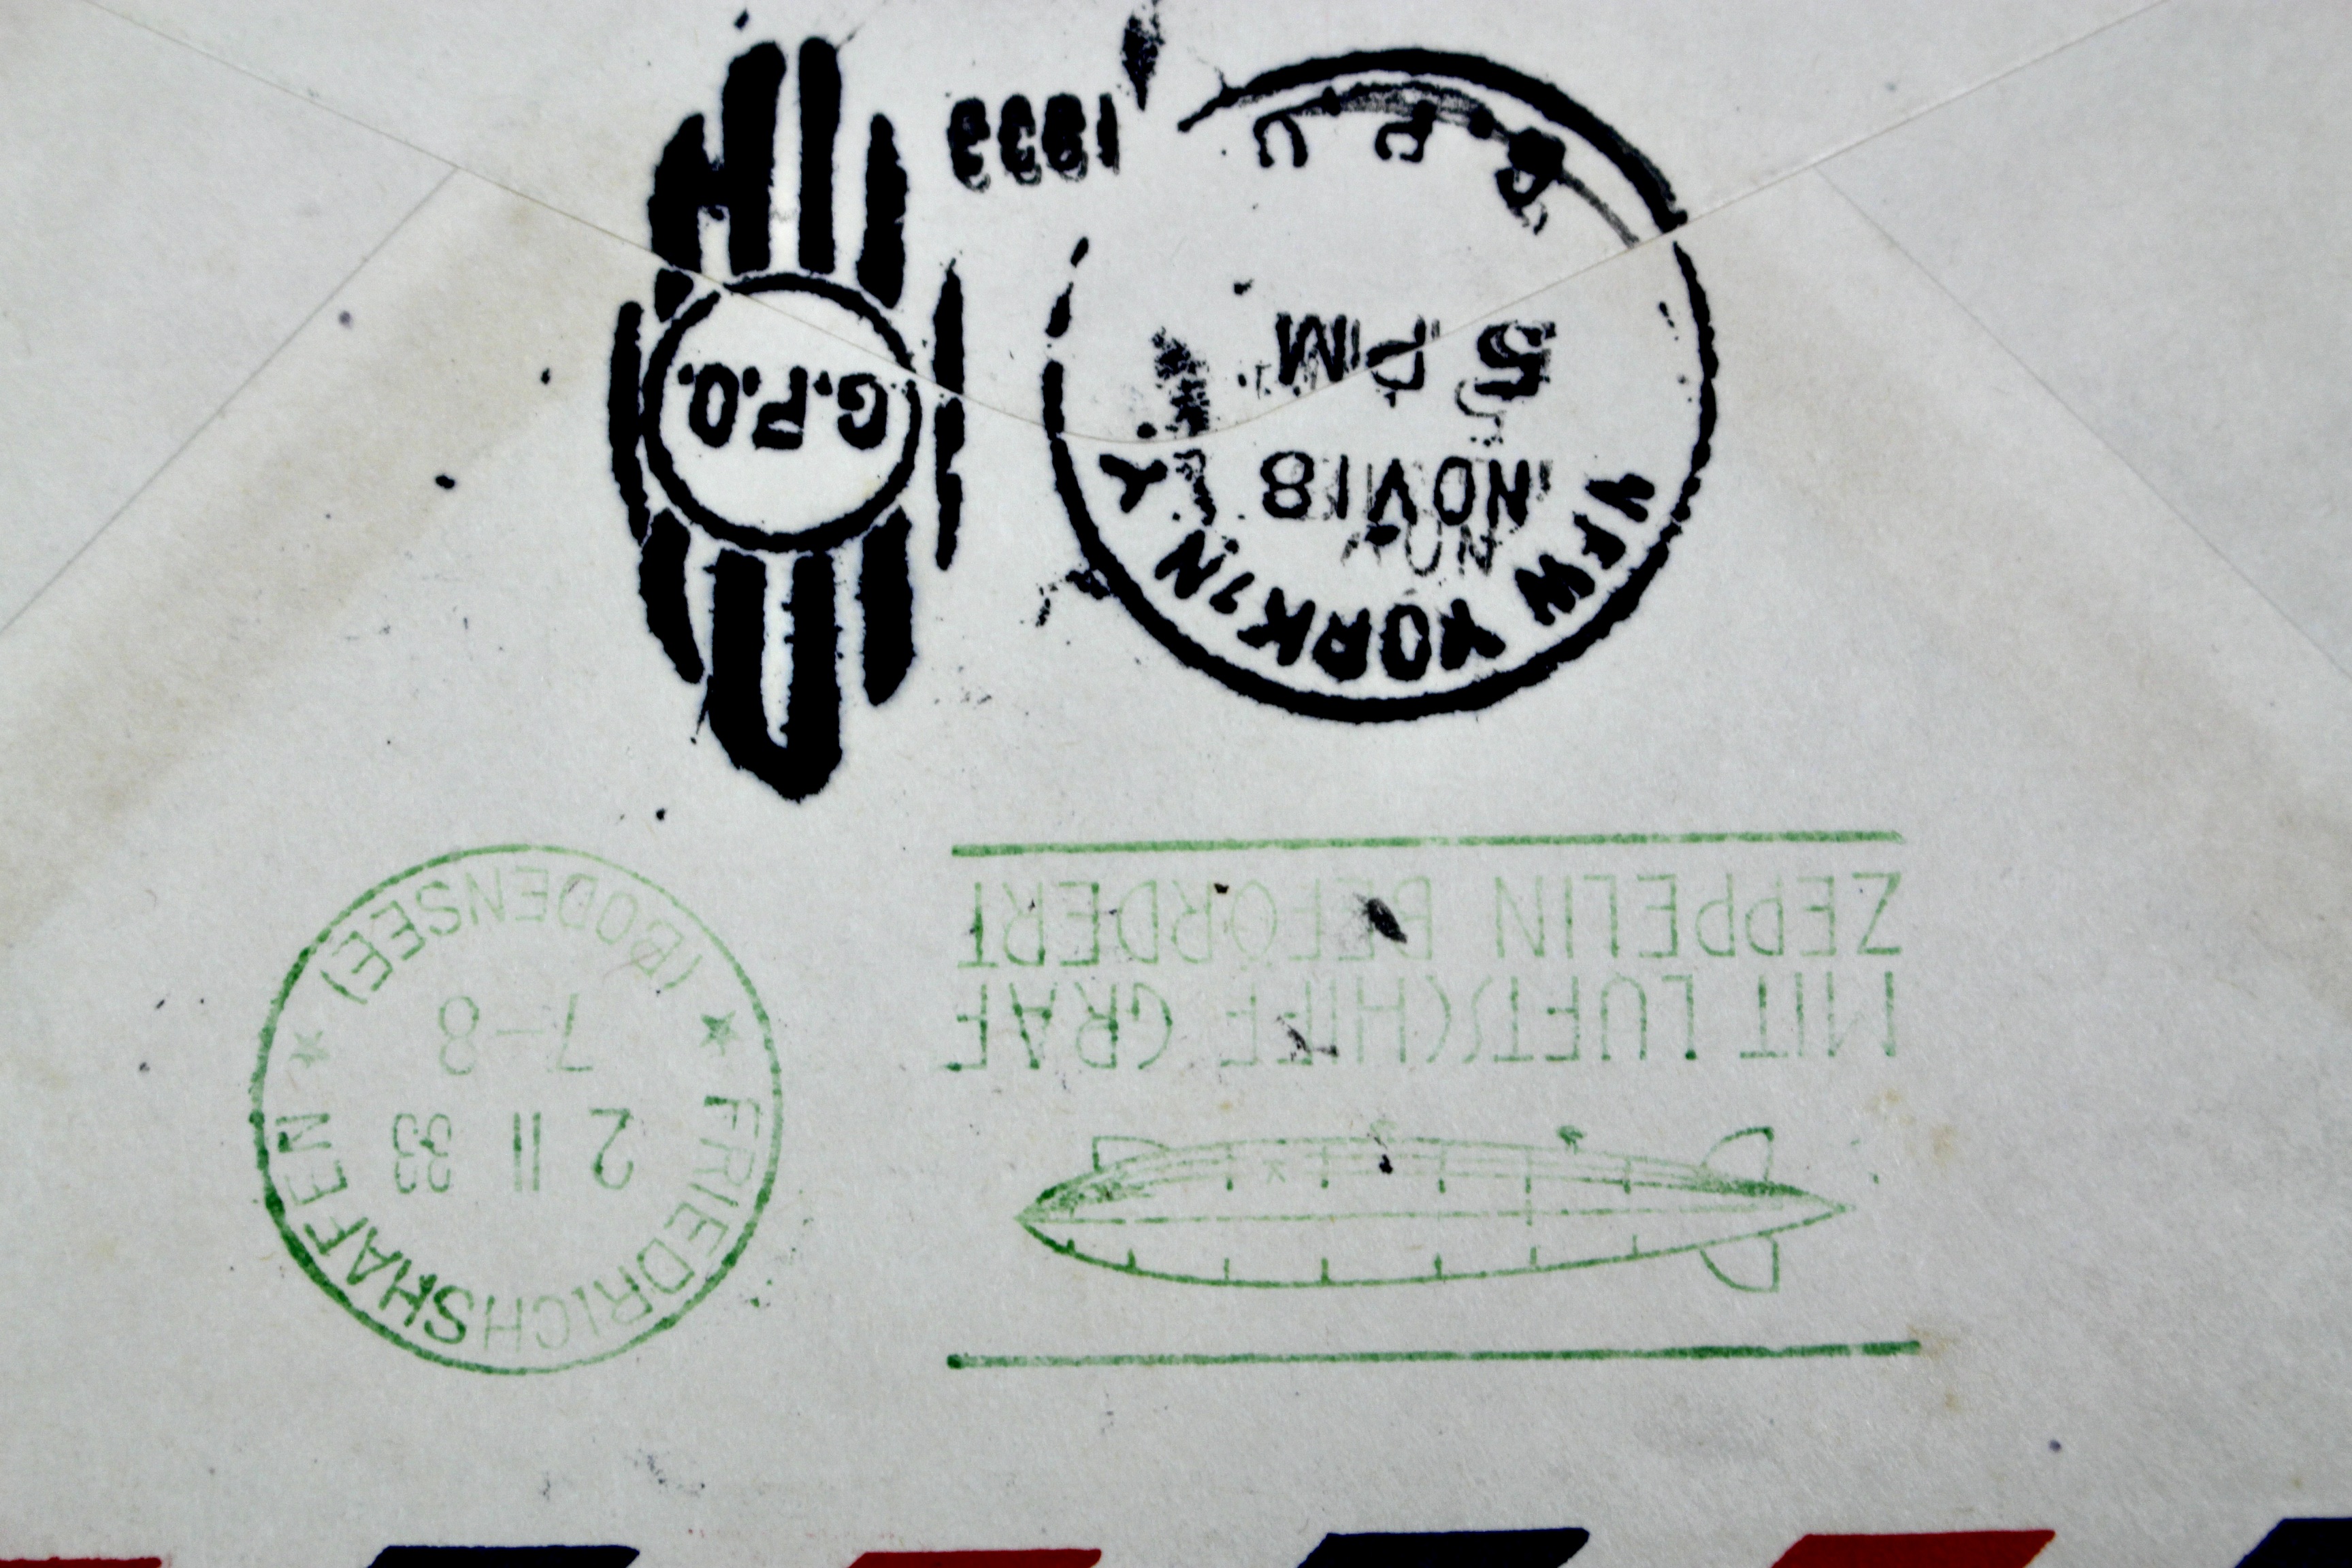 MIT LUFTSCHIFF GRAF
ZEPPELIN BEFÖRDERT
FRIEDRICHSHAFEN
2 11 33
7-8
(BODENSEE)
NEW YORK, N.Y.
NOV 18
5 PM
1933
G.P.O.